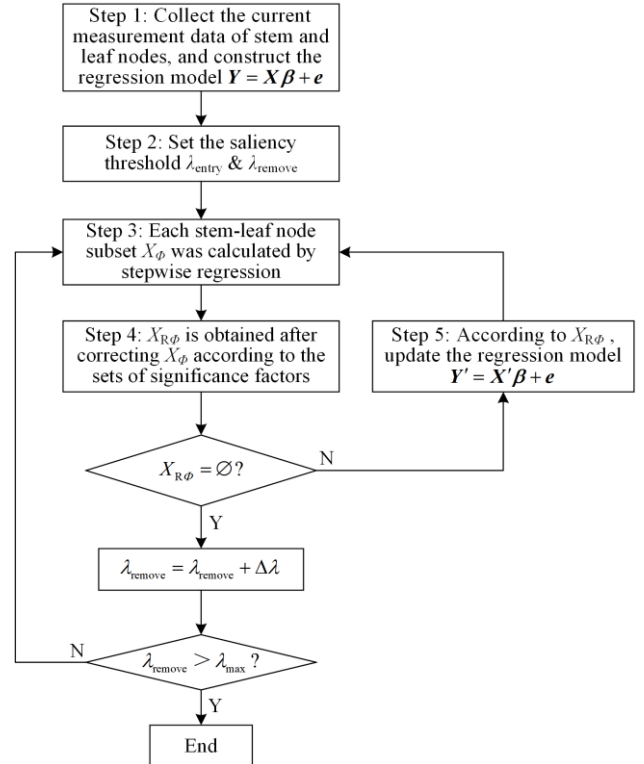 Step 1: Collect the current
measurement data of stem and
leaf nodes, and construct the
regression model Y = Xβ + e
Step 2: Set the saliency
threshold λentry & λremove
Step 3: Each stem-leaf node
subset XΦ was calculated by
stepwise regression
Step 4: XRΦ is obtained after
correcting XΦ according to the
sets of significance factors
Step 5: According to XRΦ ,
update the regression model
Y' = X'β + e
XRΦ = ∅?
N
Y
λremove = λremove + Δλ
N
λremove > λmax ?
Y
End